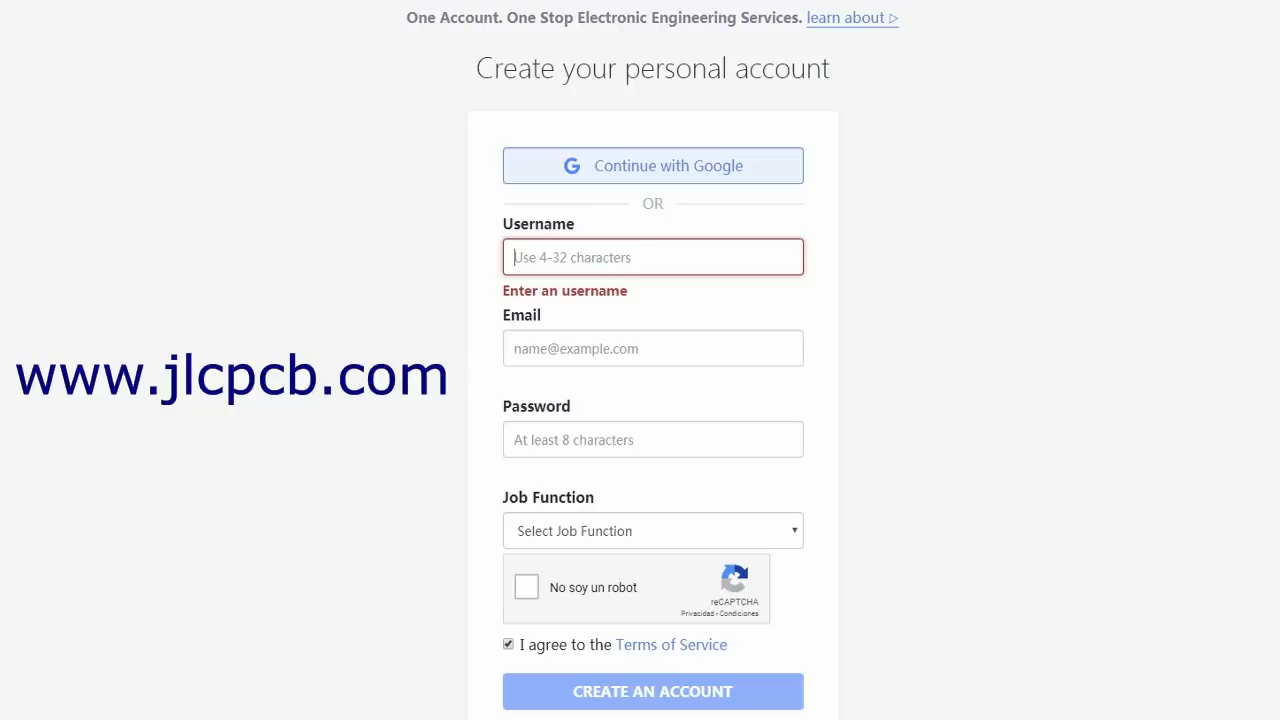 One Account. One Stop Electronic Engineering Services. learn about ▷
Create your personal account
Continue with Google
OR
Username
Use 4-32 characters
Enter an username
Email
name@example.com
www.jlcpcb.com
Password
At least 8 characters
Job Function
Select Job Function
No soy un robot
reCAPTCHA
Privacidad - Condiciones
I agree to the Terms of Service
CREATE AN ACCOUNT